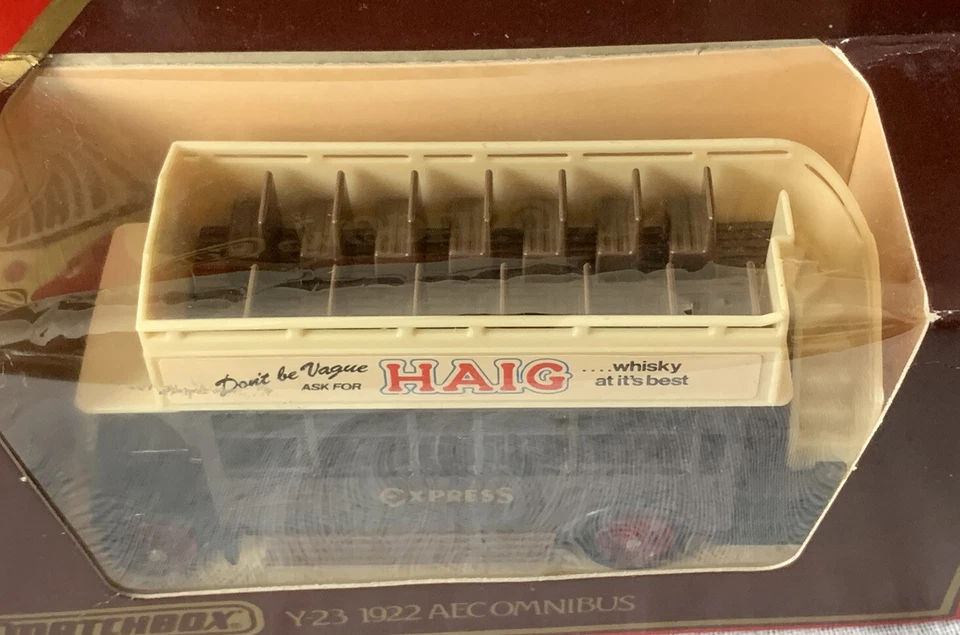 Don't be Vague
ASK FOR
HAIG
....whisky
at it's best
EXPRESS
MATCHBOX
Y-23 1922 AEC OMNIBUS